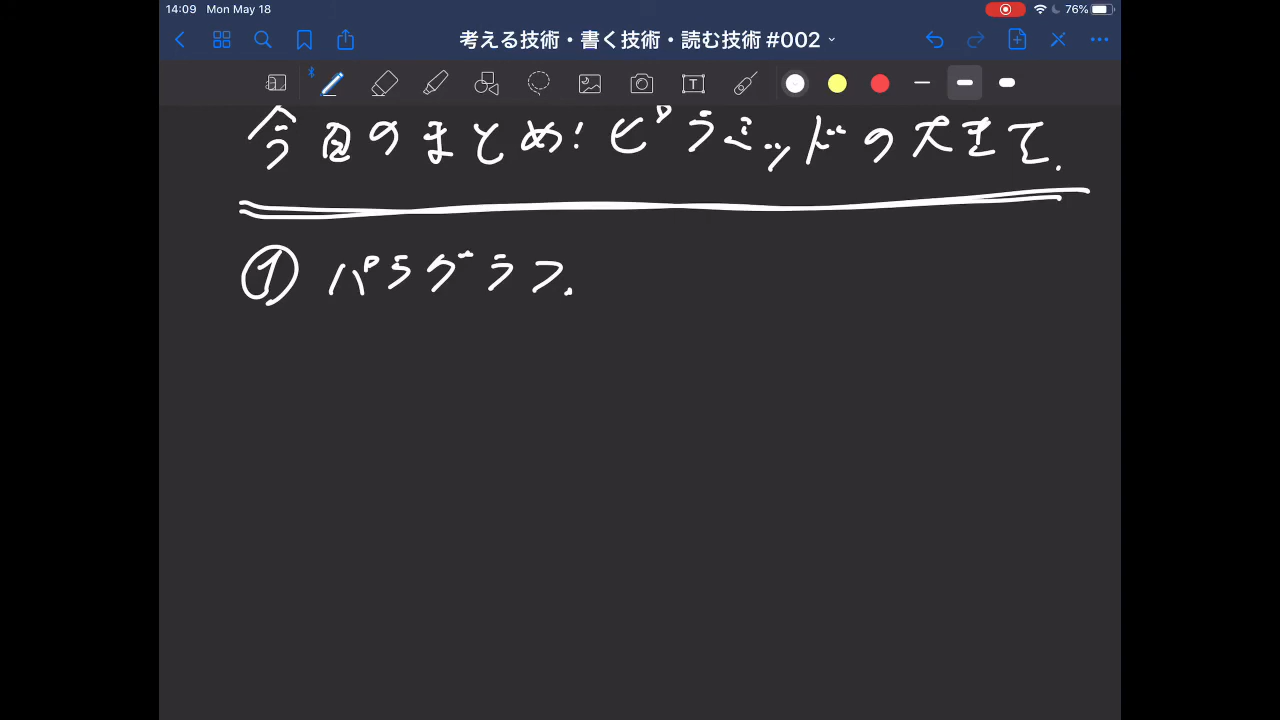 14:09 Mon May 18 76%
考える技術・書く技術・読む技術 #002
T
今回のまとめ!ピラミッドの大きさ.
① パラグラフ.